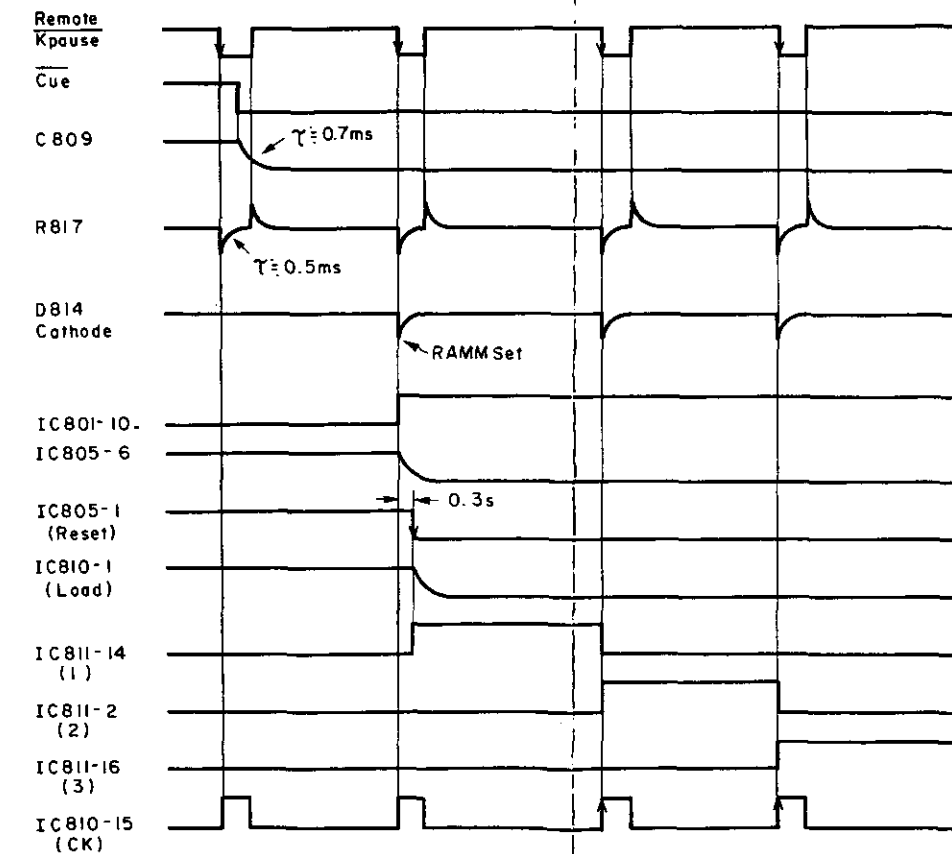 Remote
Kpause
Cue
C809
τ≒0.7ms
R817
τ≒0.5ms
D814
Cathode
RAMM Set
IC801-10.
IC805-6
0.3s
IC805-1
(Reset)
IC810-1
(Load)
IC811-14
(1)
IC811-2
(2)
IC811-16
(3)
IC810-15
(CK)